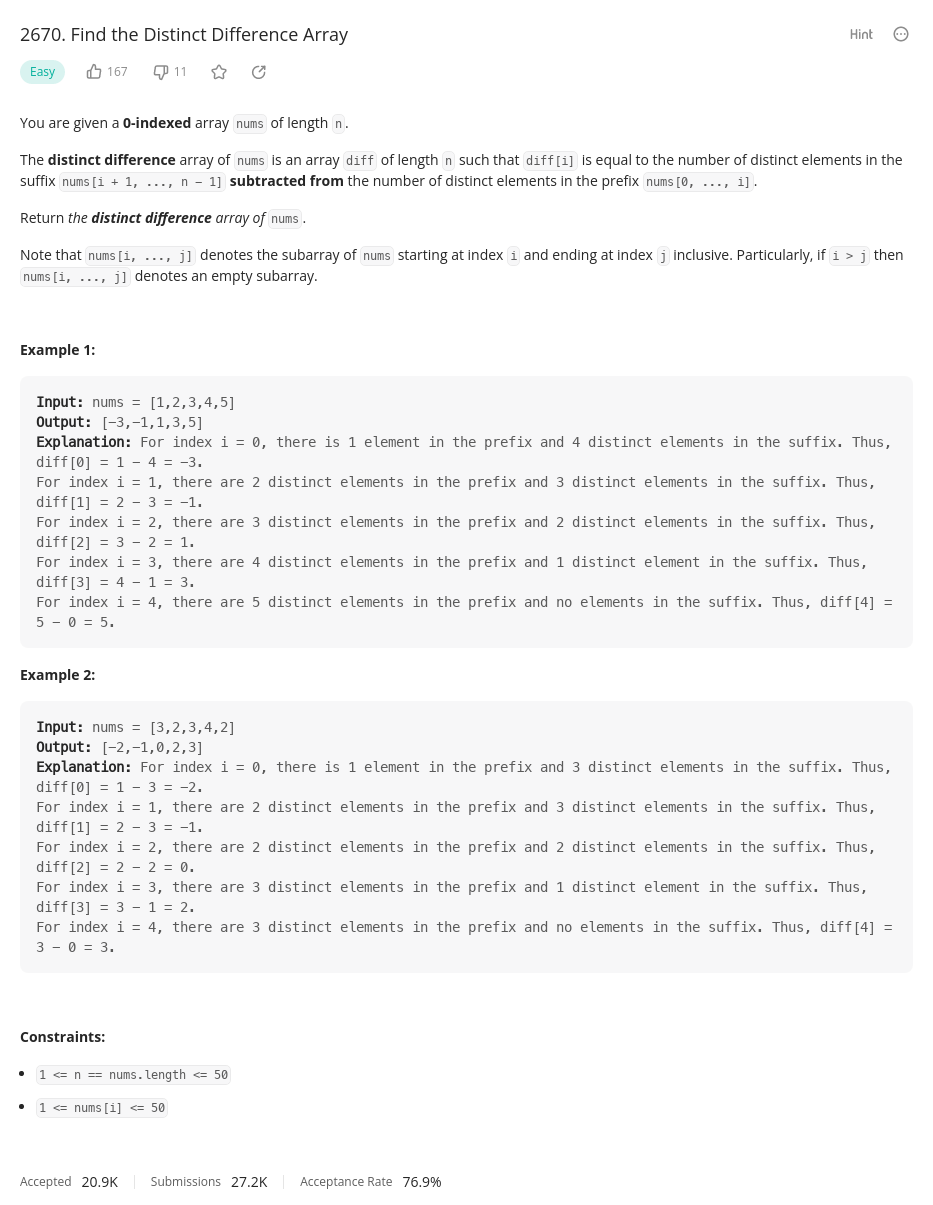 2670. Find the Distinct Difference Array
Hint
Easy 167 11
You are given a 0-indexed array nums of length n.
The distinct difference array of nums is an array diff of length n such that diff[i] is equal to the number of distinct elements in the
suffix nums[i + 1, ..., n − 1] subtracted from the number of distinct elements in the prefix nums[0, ..., i].
Return the distinct difference array of nums.
Note that nums[i, ..., j] denotes the subarray of nums starting at index i and ending at index j inclusive. Particularly, if i > j then
nums[i, ..., j] denotes an empty subarray.
Example 1:
Input: nums = [1,2,3,4,5]
Output: [−3,−1,1,3,5]
Explanation: For index i = 0, there is 1 element in the prefix and 4 distinct elements in the suffix. Thus,
diff[0] = 1 − 4 = −3.
For index i = 1, there are 2 distinct elements in the prefix and 3 distinct elements in the suffix. Thus,
diff[1] = 2 − 3 = −1.
For index i = 2, there are 3 distinct elements in the prefix and 2 distinct elements in the suffix. Thus,
diff[2] = 3 − 2 = 1.
For index i = 3, there are 4 distinct elements in the prefix and 1 distinct element in the suffix. Thus,
diff[3] = 4 − 1 = 3.
For index i = 4, there are 5 distinct elements in the prefix and no elements in the suffix. Thus, diff[4] =
5 − 0 = 5.
Example 2:
Input: nums = [3,2,3,4,2]
Output: [−2,−1,0,2,3]
Explanation: For index i = 0, there is 1 element in the prefix and 3 distinct elements in the suffix. Thus,
diff[0] = 1 − 3 = −2.
For index i = 1, there are 2 distinct elements in the prefix and 3 distinct elements in the suffix. Thus,
diff[1] = 2 − 3 = −1.
For index i = 2, there are 2 distinct elements in the prefix and 2 distinct elements in the suffix. Thus,
diff[2] = 2 − 2 = 0.
For index i = 3, there are 3 distinct elements in the prefix and 1 distinct element in the suffix. Thus,
diff[3] = 3 − 1 = 2.
For index i = 4, there are 3 distinct elements in the prefix and no elements in the suffix. Thus, diff[4] =
3 − 0 = 3.
Constraints:
• 1 <= n == nums.length <= 50
• 1 <= nums[i] <= 50
Accepted 20.9K Submissions 27.2K Acceptance Rate 76.9%